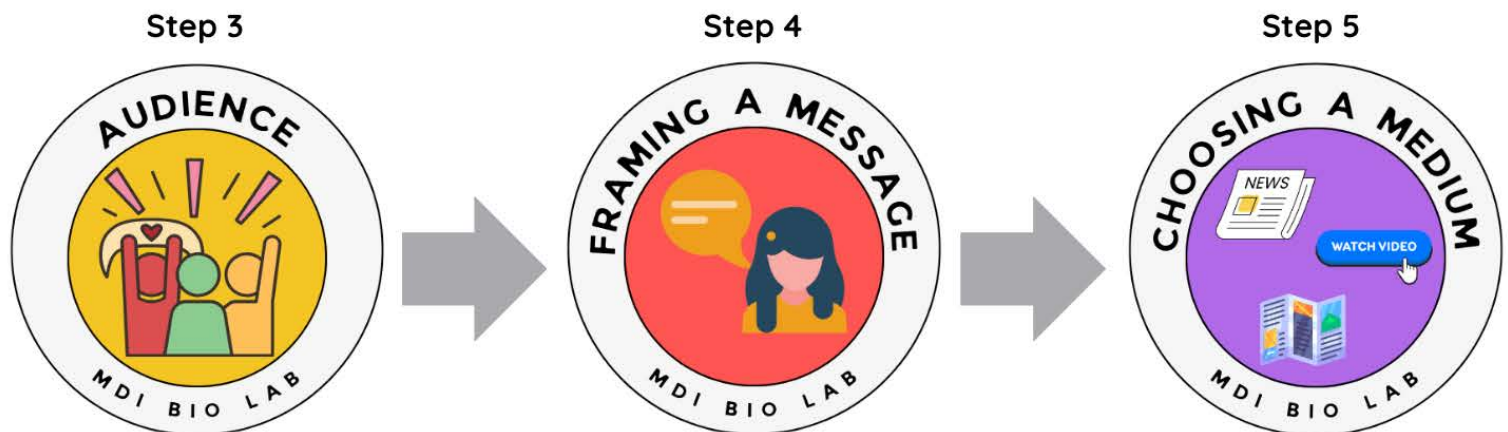 Step 3
Step 4
Step 5
AUDIENCE
MDI BIO LAB
FRAMING A MESSAGE
MDI BIO LAB
CHOOSING A MEDIUM
NEWS
WATCH VIDEO
MDI BIO LAB